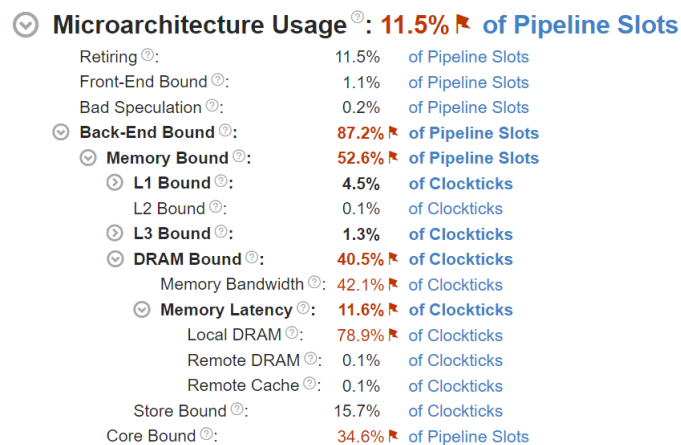 Microarchitecture Usage ?: 11.5% of Pipeline Slots
Retiring ?: 11.5% of Pipeline Slots
Front-End Bound ?: 1.1% of Pipeline Slots
Bad Speculation ?: 0.2% of Pipeline Slots
Back-End Bound ?: 87.2% of Pipeline Slots
Memory Bound ?: 52.6% of Pipeline Slots
L1 Bound ?: 4.5% of Clockticks
L2 Bound ?: 0.1% of Clockticks
L3 Bound ?: 1.3% of Clockticks
DRAM Bound ?: 40.5% of Clockticks
Memory Bandwidth ?: 42.1% of Clockticks
Memory Latency ?: 11.6% of Clockticks
Local DRAM ?: 78.9% of Clockticks
Remote DRAM ?: 0.1% of Clockticks
Remote Cache ?: 0.1% of Clockticks
Store Bound ?: 15.7% of Clockticks
Core Bound ?: 34.6% of Pipeline Slots